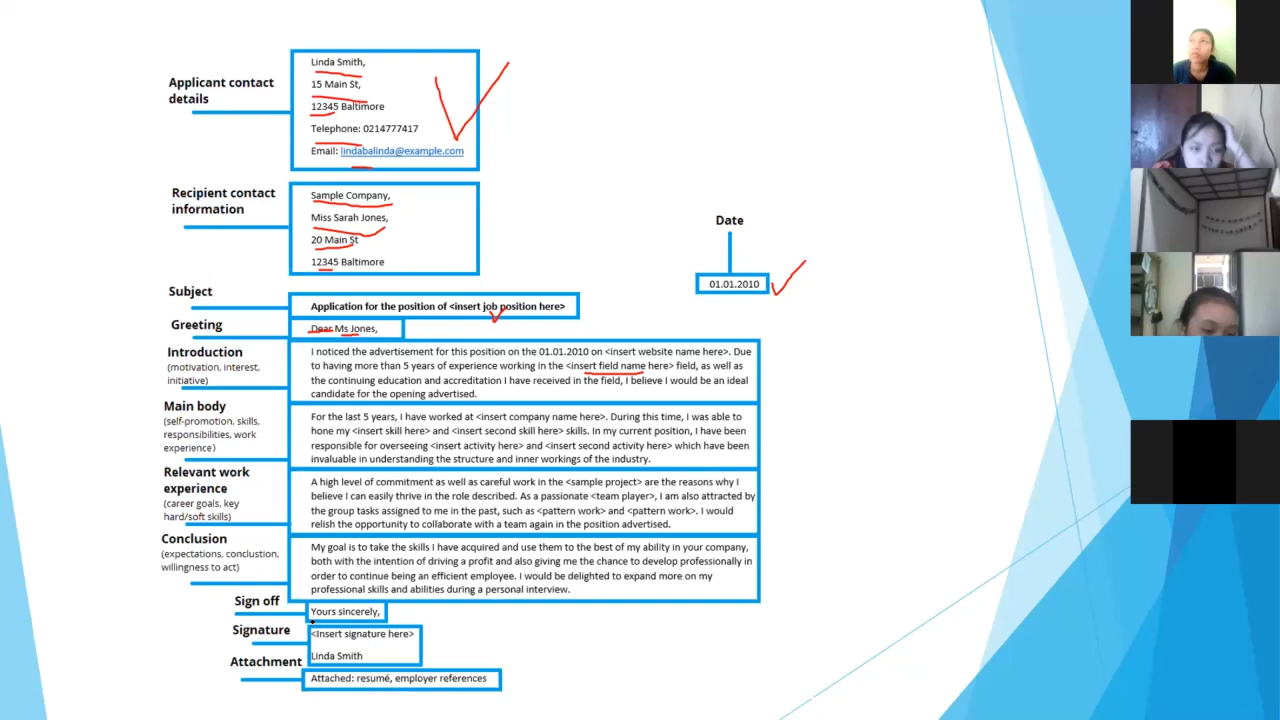 Applicant contact
details
Linda Smith,
15 Main St,
12345 Baltimore
Telephone: 0214777417
Email: lindabalinda@example.com
Recipient contact
information
Sample Company,
Miss Sarah Jones,
20 Main St
12345 Baltimore
Date
01.01.2010
Subject
Application for the position of <insert job position here>
Greeting
Dear Ms Jones,
Introduction
(motivation, interest,
initiative)
I noticed the advertisement for this position on the 01.01.2010 on <insert website name here>. Due
to having more than 5 years of experience working in the <insert field name here> field, as well as
the continuing education and accreditation I have received in the field, I believe I would be an ideal
candidate for the opening advertised.
Main body
(self-promotion, skills,
responsibilities, work
experience)
For the last 5 years, I have worked at <insert company name here>. During this time, I was able to
hone my <insert skill here> and <insert second skill here> skills. In my current position, I have been
responsible for overseeing <insert activity here> and <insert second activity here> which have been
invaluable in understanding the structure and inner workings of the industry.
Relevant work
experience
(career goals, key
hard/soft skills)
A high level of commitment as well as careful work in the <sample project> are the reasons why I
believe I can easily thrive in the role described. As a passionate <team player>, I am also attracted by
the group tasks assigned to me in the past, such as <pattern work> and <pattern work>. I would
relish the opportunity to collaborate with a team again in the position advertised.
Conclusion
(expectations, conclusion,
willingness to act)
My goal is to take the skills I have acquired and use them to the best of my ability in your company,
both with the intention of driving a profit and also giving me the chance to develop professionally in
order to continue being an efficient employee. I would be delighted to expand more on my
professional skills and abilities during a personal interview.
Sign off
Yours sincerely,
Signature
<Insert signature here>
Linda Smith
Attachment
Attached: resumé, employer references